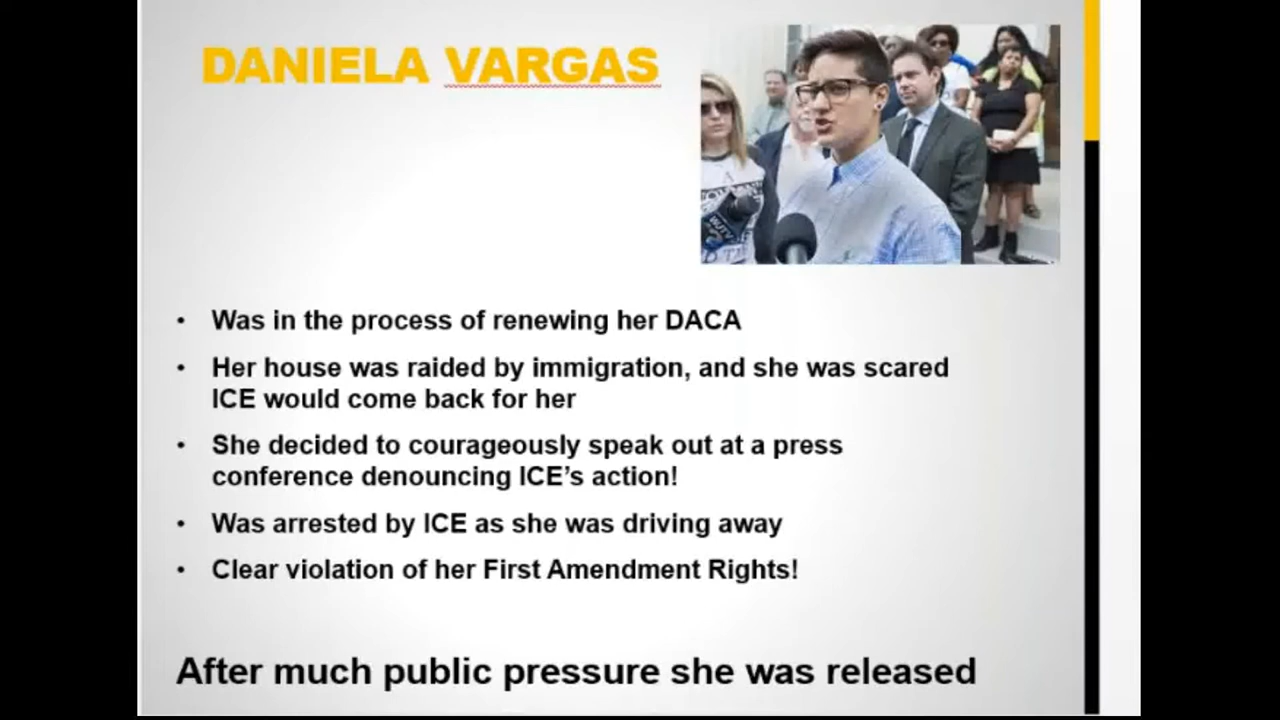 DANIELA VARGAS
• Was in the process of renewing her DACA
• Her house was raided by immigration, and she was scared
ICE would come back for her
• She decided to courageously speak out at a press
conference denouncing ICE’s action!
• Was arrested by ICE as she was driving away
• Clear violation of her First Amendment Rights!
After much public pressure she was released